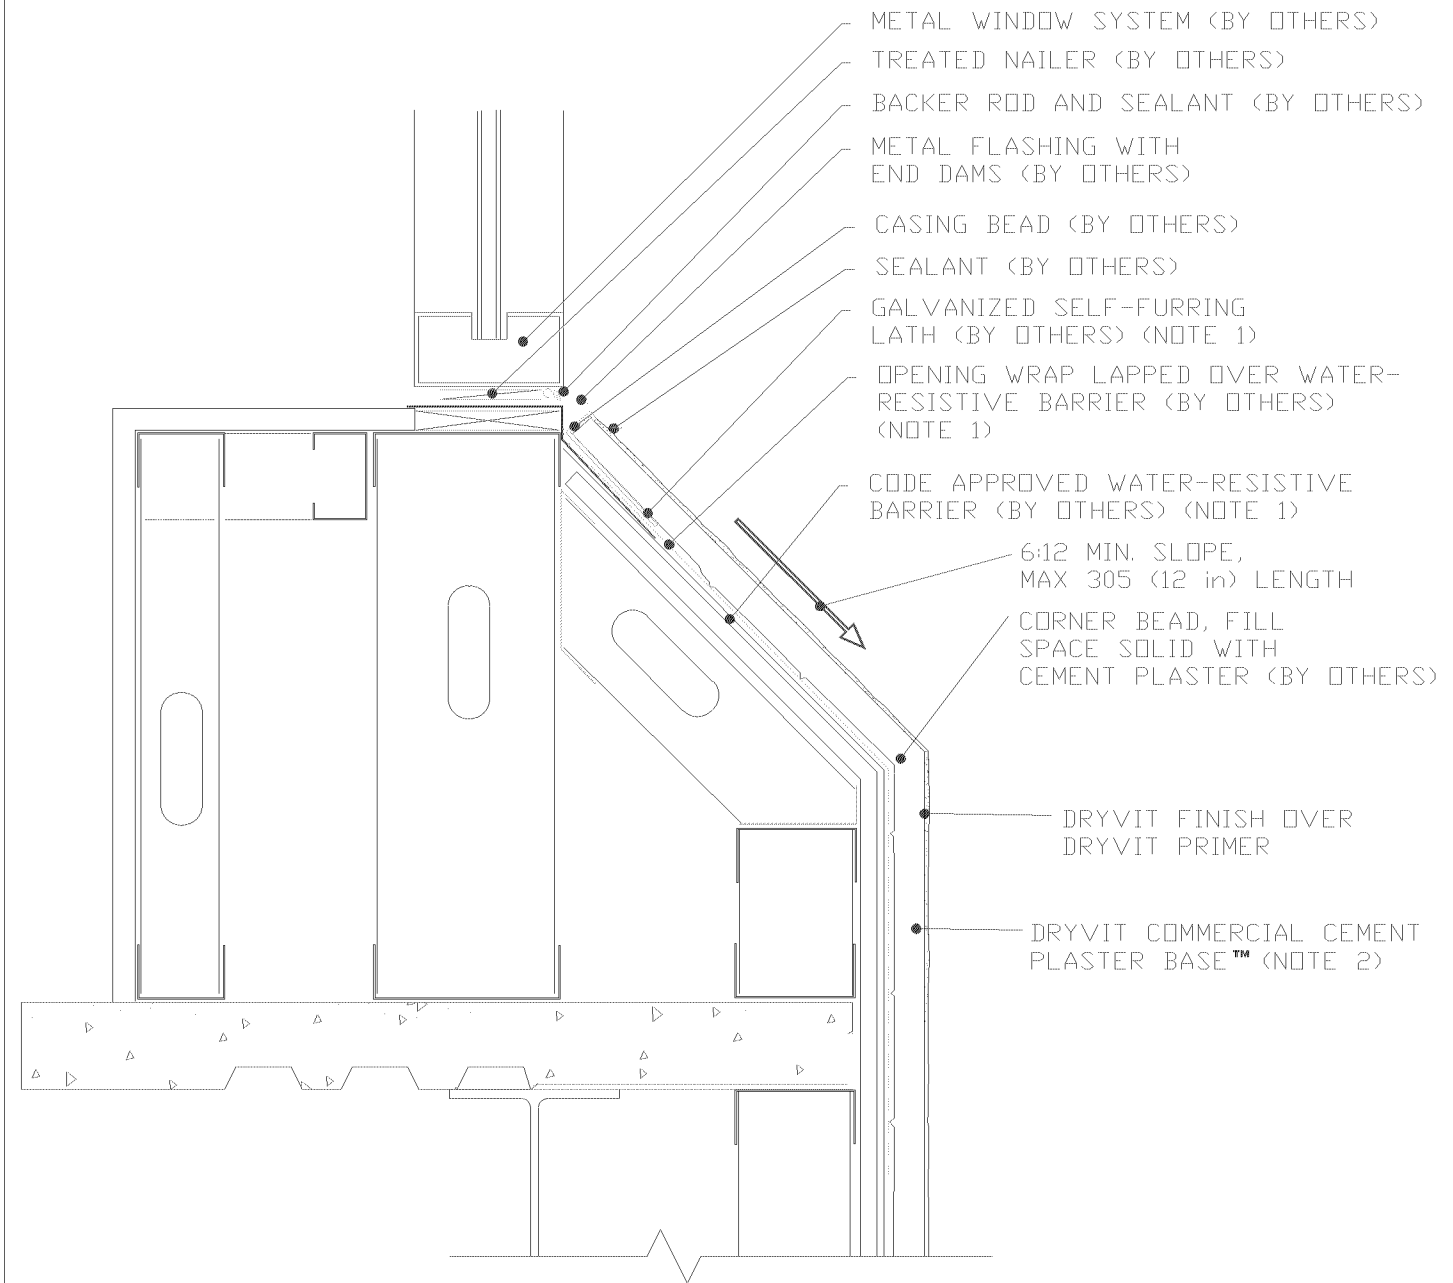 METAL WINDOW SYSTEM (BY OTHERS)
TREATED NAILER (BY OTHERS)
BACKER ROD AND SEALANT (BY OTHERS)
METAL FLASHING WITH
END DAMS (BY OTHERS)
CASING BEAD (BY OTHERS)
SEALANT (BY OTHERS)
GALVANIZED SELF-FURRING
LATH (BY OTHERS) (NOTE 1)
OPENING WRAP LAPPED OVER WATER-
RESISTIVE BARRIER (BY OTHERS)
(NOTE 1)
CODE APPROVED WATER-RESISTIVE
BARRIER (BY OTHERS) (NOTE 1)
6:12 MIN. SLOPE,
MAX 305 (12 in) LENGTH
CORNER BEAD, FILL
SPACE SOLID WITH
CEMENT PLASTER (BY OTHERS)
DRYVIT FINISH OVER
DRYVIT PRIMER
DRYVIT COMMERCIAL CEMENT
PLASTER BASE™ (NOTE 2)